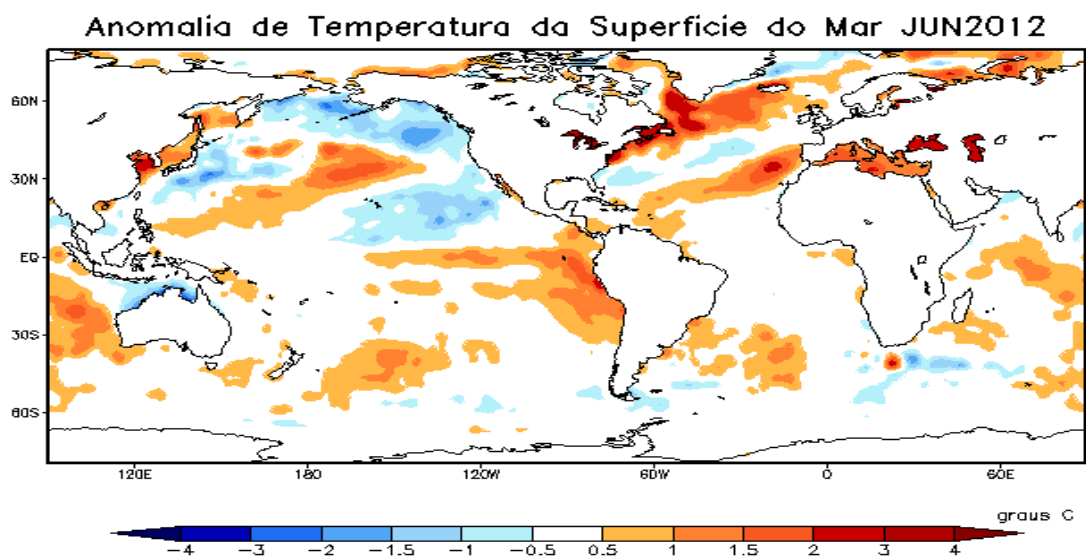 Anomalia de Temperatura da Superficie do Mar JUN2012
60N
30N
EQ
30S
60S
120E 180 120W 60W 0 60E
graus C
-4 -3 -2 -1.5 -1 -0.5 0.5 1 1.5 2 3 4